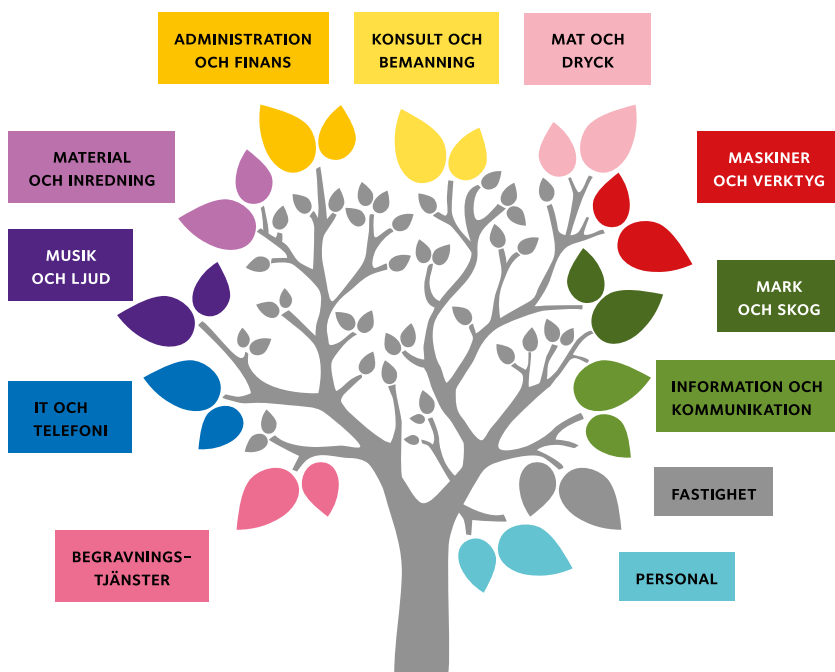 ADMINISTRATION
OCH FINANS
KONSULT OCH
BEMANNING
MAT OCH
DRYCK
MATERIAL
OCH INREDNING
MASKINER
OCH VERKTYG
MUSIK
OCH LJUD
MARK
OCH SKOG
IT OCH
TELEFONI
INFORMATION OCH
KOMMUNIKATION
FASTIGHET
BEGRAVNINGS–
TJÄNSTER
PERSONAL